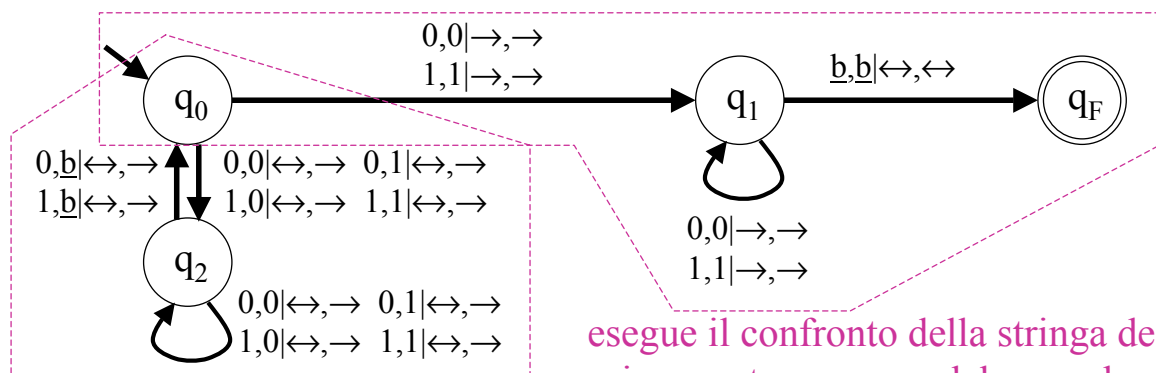 0,0|→,→
1,1|→,→
b,b|↔,↔
q0
q1
qF
0,b|↔,→
1,b|↔,→
0,0|↔,→ 0,1|↔,→
1,0|↔,→ 1,1|↔,→
q2
0,0|→,→
1,1|→,→
0,0|↔,→ 0,1|↔,→
1,0|↔,→ 1,1|↔,→
esegue il confronto della stringa de